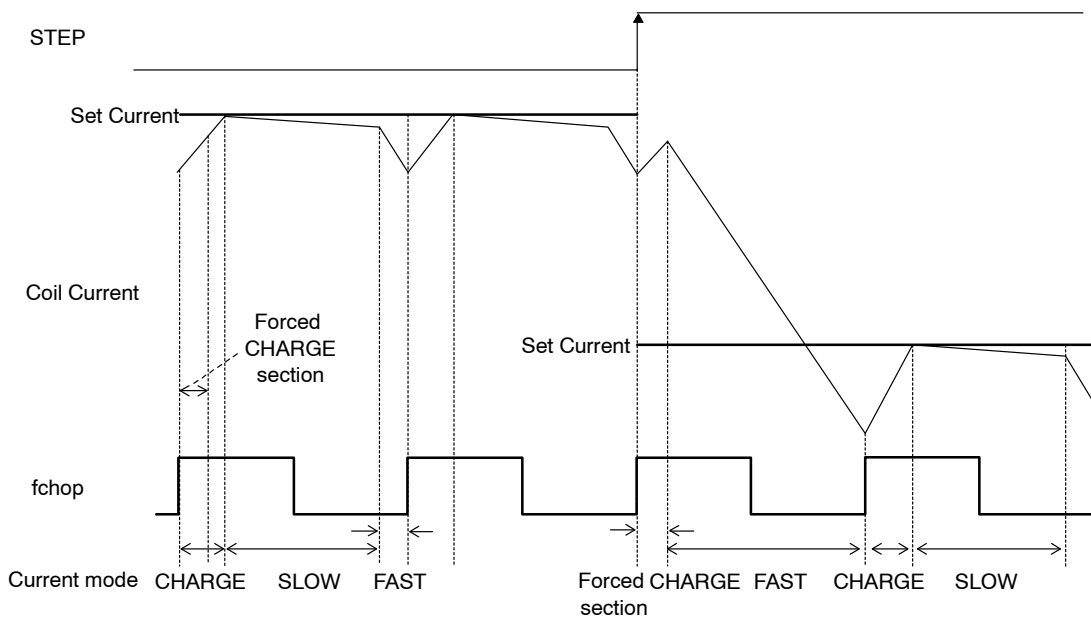 STEP
Set Current
Coil Current
Forced
CHARGE
section
Set Current
fchop
Current mode CHARGE SLOW FAST Forced CHARGE FAST CHARGE SLOW
section